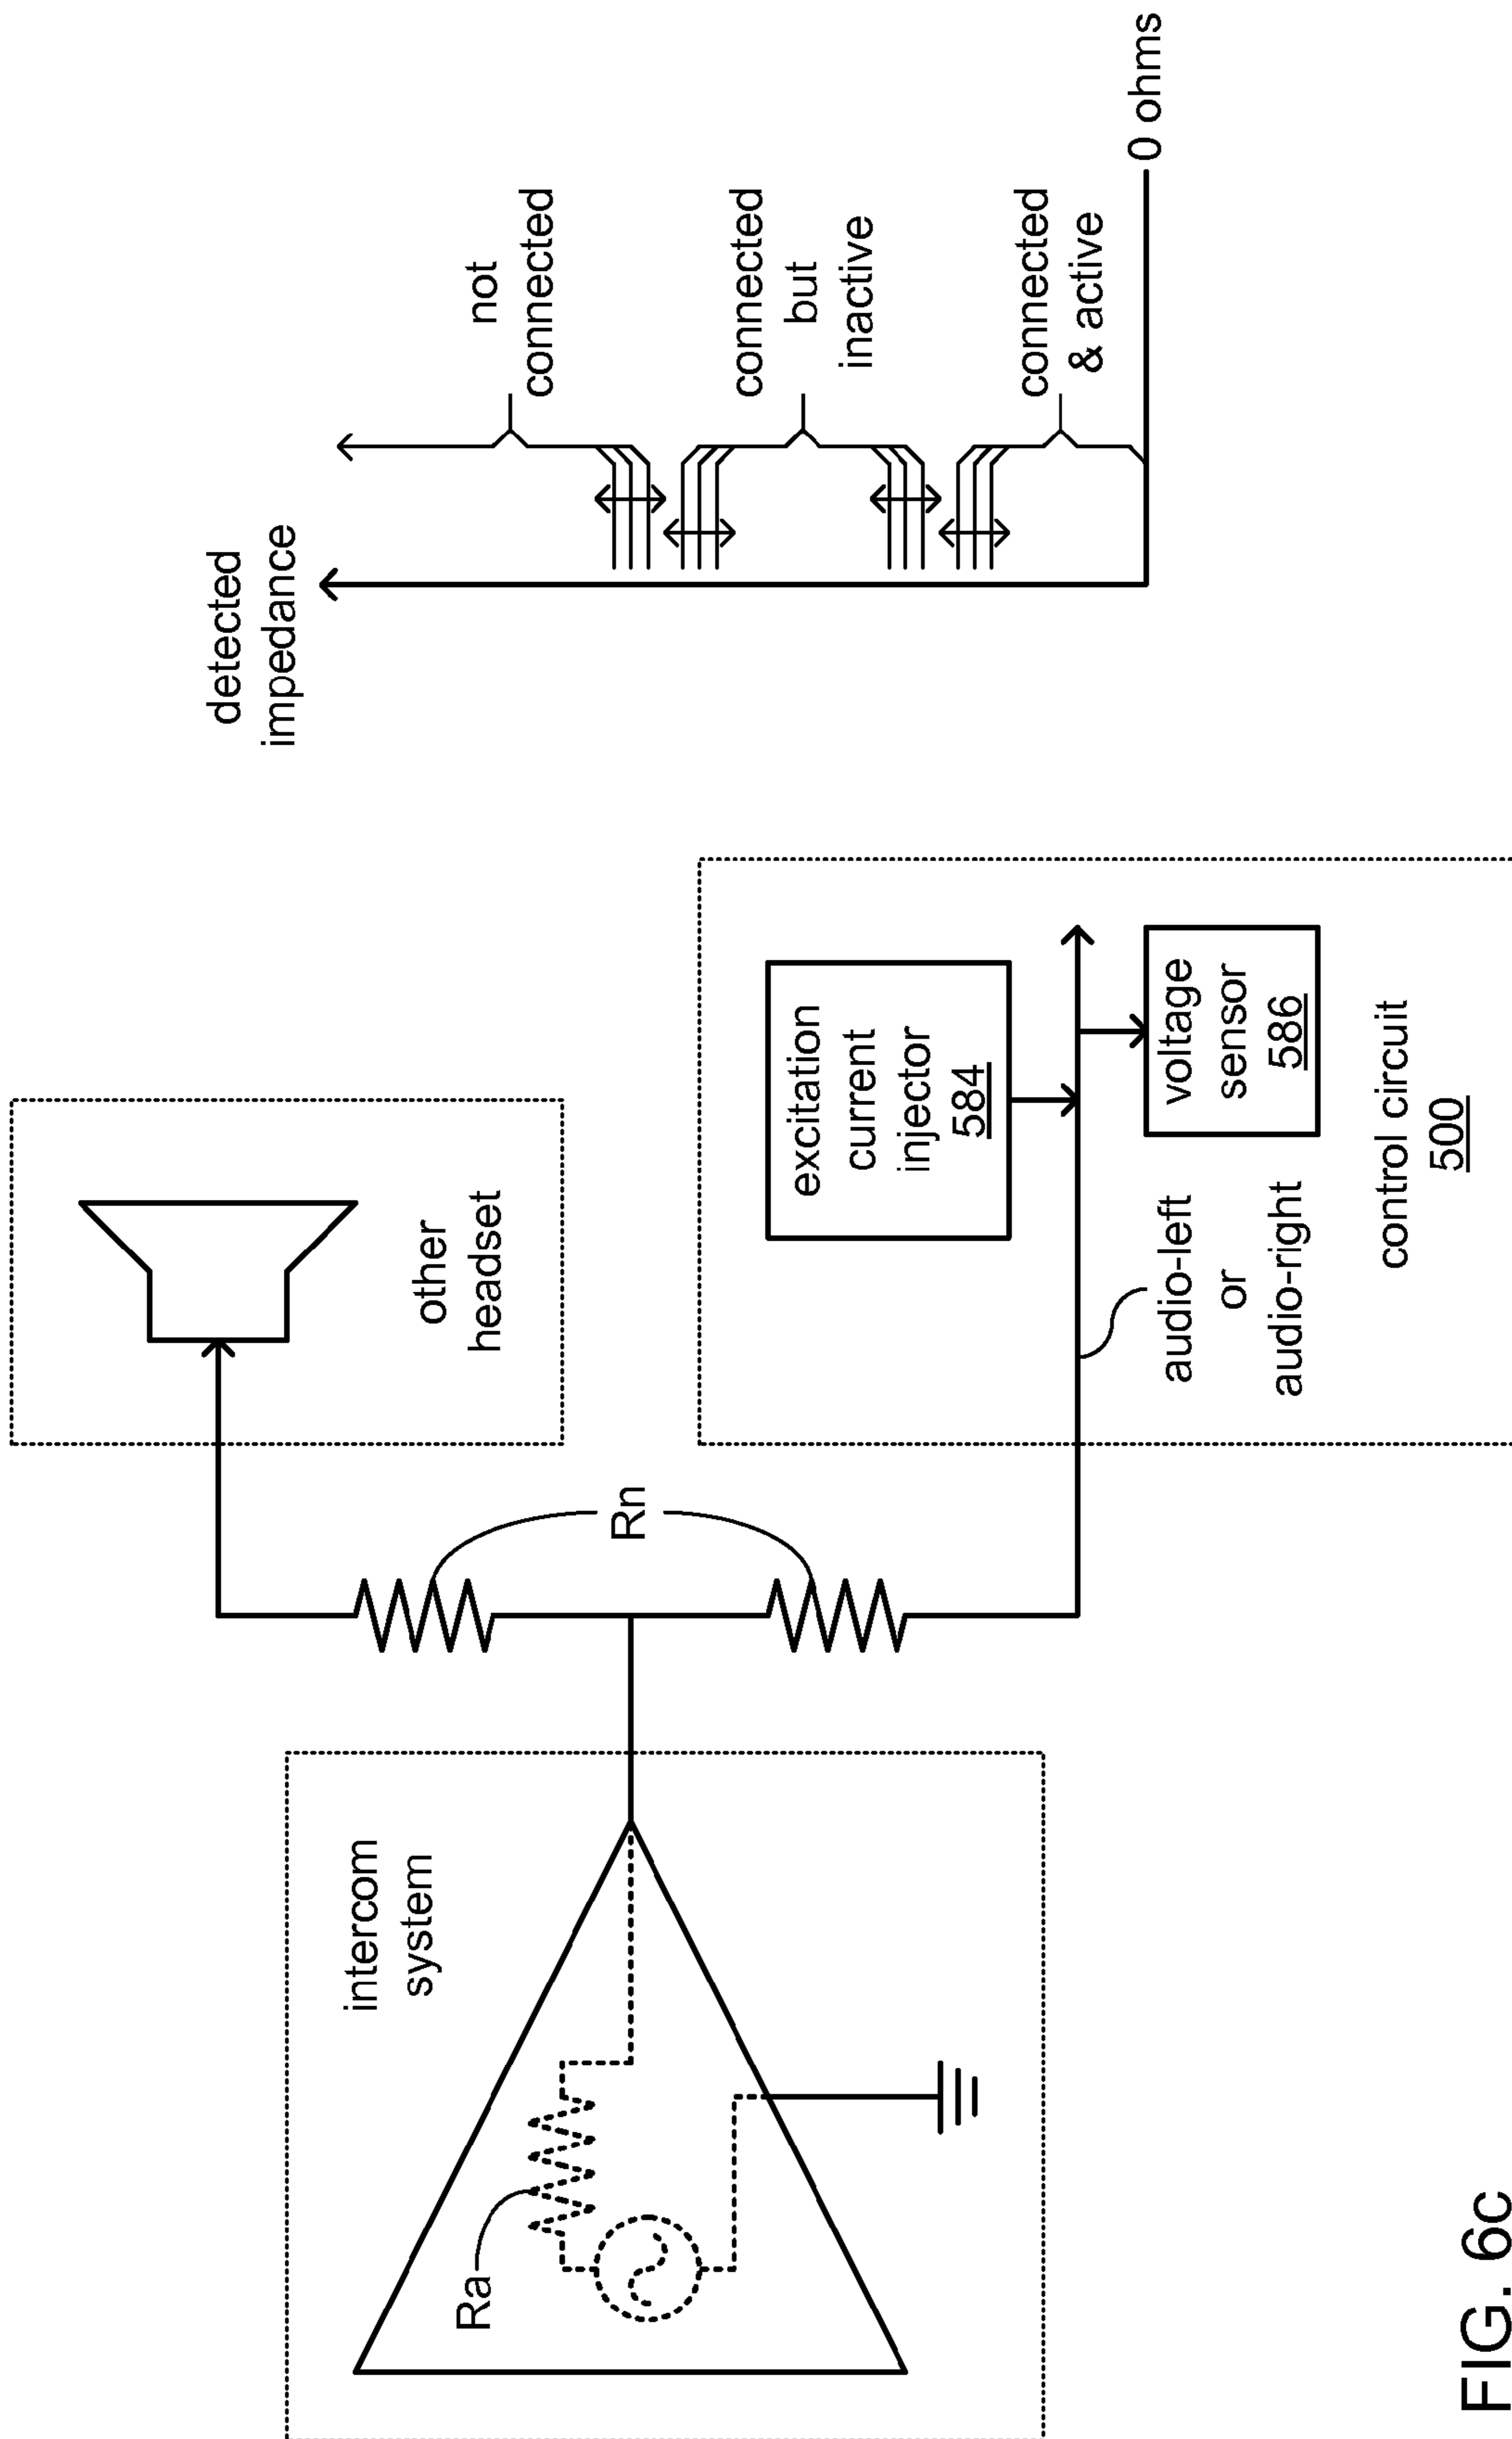 intercom
system
Ra
Rn
other
headset
excitation
current
injector
584
audio-left
or
audio-right
voltage
sensor
586
control circuit
500
detected
impedance
not
connected
connected
but
inactive
connected
& active
0 ohms
FIG. 6c